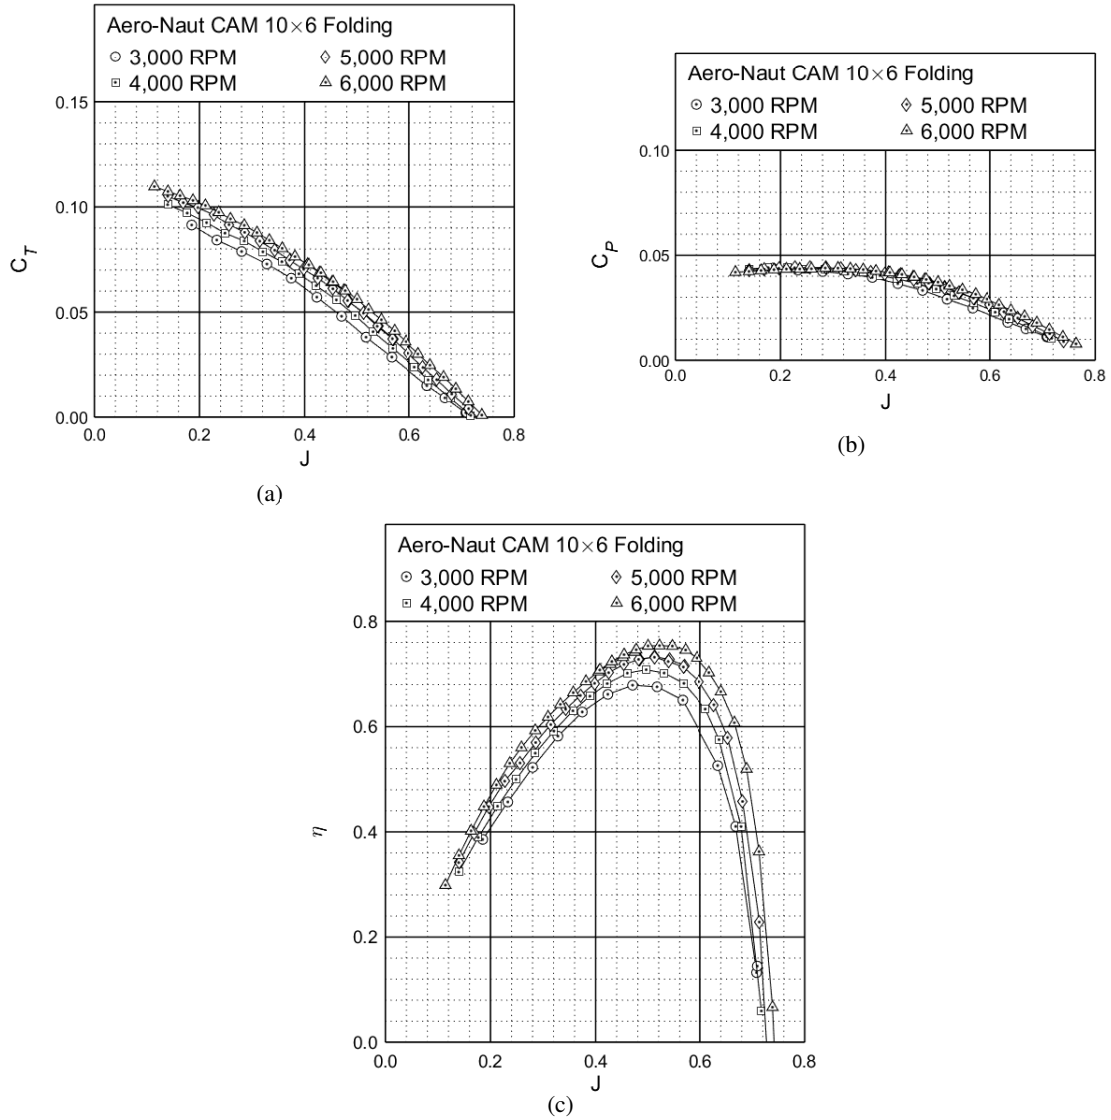 Aero-Naut CAM 10×6 Folding
3,000 RPM 5,000 RPM
4,000 RPM 6,000 RPM
0.15
0.10
0.05
0.00
C_T
0.0 0.2 0.4 0.6 0.8
J
(a)
Aero-Naut CAM 10×6 Folding
3,000 RPM 5,000 RPM
4,000 RPM 6,000 RPM
0.10
0.05
0.00
C_P
0.0 0.2 0.4 0.6 0.8
J
(b)
Aero-Naut CAM 10×6 Folding
3,000 RPM 5,000 RPM
4,000 RPM 6,000 RPM
0.8
0.6
0.4
0.2
0.0
η
0.0 0.2 0.4 0.6 0.8
J
(c)